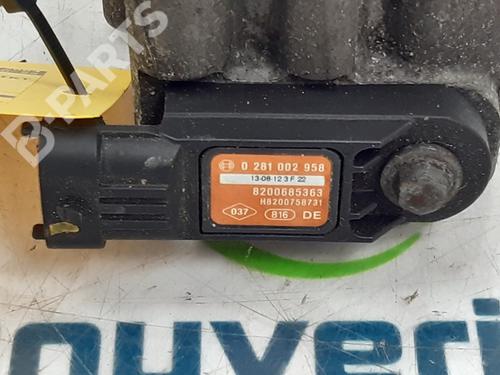 B-PARTS
0 281 002 958
13-08-12 3 F 22
8200685363
H8200758731
037 816 DE
ouveri